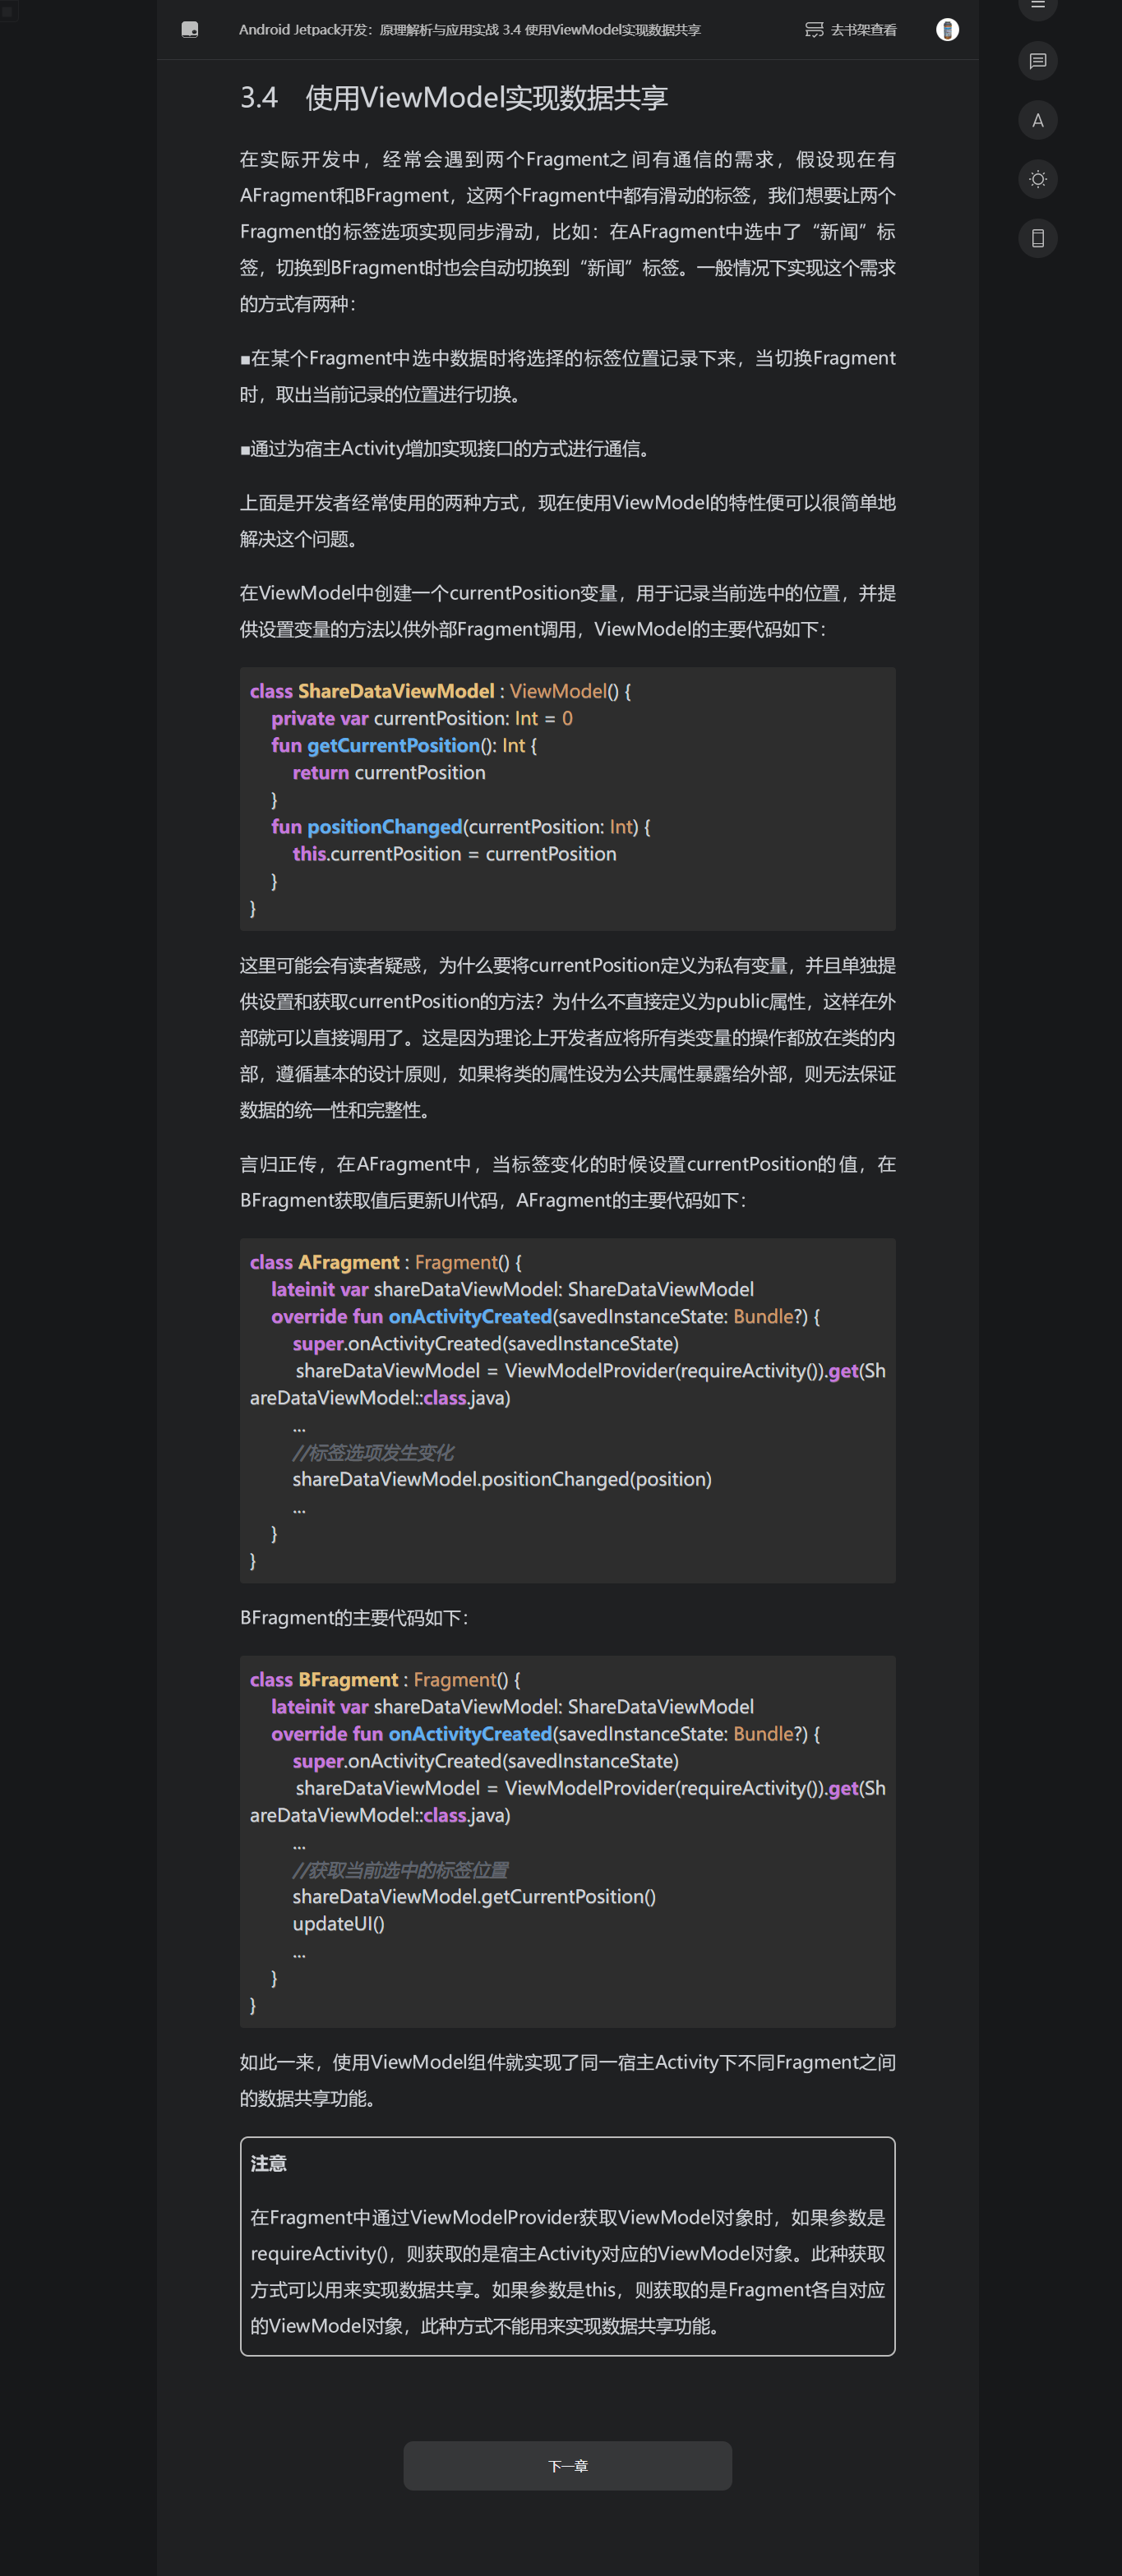 Android Jetpack开发：原理解析与应用实战 3.4 使用ViewModel实现数据共享
去书架查看
3.4 使用ViewModel实现数据共享
在实际开发中，经常会遇到两个Fragment之间有通信的需求，假设现在有
AFragment和BFragment，这两个Fragment中都有滑动的标签，我们想要让两个
Fragment的标签选项实现同步滑动，比如：在AFragment中选中了“新闻”标
签，切换到BFragment时也会自动切换到“新闻”标签。一般情况下实现这个需求
的方式有两种：
■在某个Fragment中选中数据时将选择的标签位置记录下来，当切换Fragment
时，取出当前记录的位置进行切换。
■通过为宿主Activity增加实现接口的方式进行通信。
上面是开发者经常使用的两种方式，现在使用ViewModel的特性便可以很简单地
解决这个问题。
在ViewModel中创建一个currentPosition变量，用于记录当前选中的位置，并提
供设置变量的方法以供外部Fragment调用，ViewModel的主要代码如下：
class ShareDataViewModel : ViewModel() {
private var currentPosition: Int = 0
fun getCurrentPosition(): Int {
return currentPosition
}
fun positionChanged(currentPosition: Int) {
this.currentPosition = currentPosition
}
}
这里可能会有读者疑惑，为什么要将currentPosition定义为私有变量，并且单独提
供设置和获取currentPosition的方法？为什么不直接定义为public属性，这样在外
部就可以直接调用了。这是因为理论上开发者应将所有类变量的操作都放在类的内
部，遵循基本的设计原则，如果将类的属性设为公共属性暴露给外部，则无法保证
数据的统一性和完整性。
言归正传，在AFragment中，当标签变化的时候设置currentPosition的值，在
BFragment获取值后更新UI代码，AFragment的主要代码如下：
class AFragment : Fragment() {
lateinit var shareDataViewModel: ShareDataViewModel
override fun onActivityCreated(savedInstanceState: Bundle?) {
super.onActivityCreated(savedInstanceState)
shareDataViewModel = ViewModelProvider(requireActivity()).get(Sh
areDataViewModel::class.java)
...
//标签选项发生变化
shareDataViewModel.positionChanged(position)
...
}
}
BFragment的主要代码如下：
class BFragment : Fragment() {
lateinit var shareDataViewModel: ShareDataViewModel
override fun onActivityCreated(savedInstanceState: Bundle?) {
super.onActivityCreated(savedInstanceState)
shareDataViewModel = ViewModelProvider(requireActivity()).get(Sh
areDataViewModel::class.java)
...
//获取当前选中的标签位置
shareDataViewModel.getCurrentPosition()
updateUI()
...
}
}
如此一来，使用ViewModel组件就实现了同一宿主Activity下不同Fragment之间
的数据共享功能。
注意
在Fragment中通过ViewModelProvider获取ViewModel对象时，如果参数是
requireActivity()，则获取的是宿主Activity对应的ViewModel对象。此种获取
方式可以用来实现数据共享。如果参数是this，则获取的是Fragment各自对应
的ViewModel对象，此种方式不能用来实现数据共享功能。
下一章